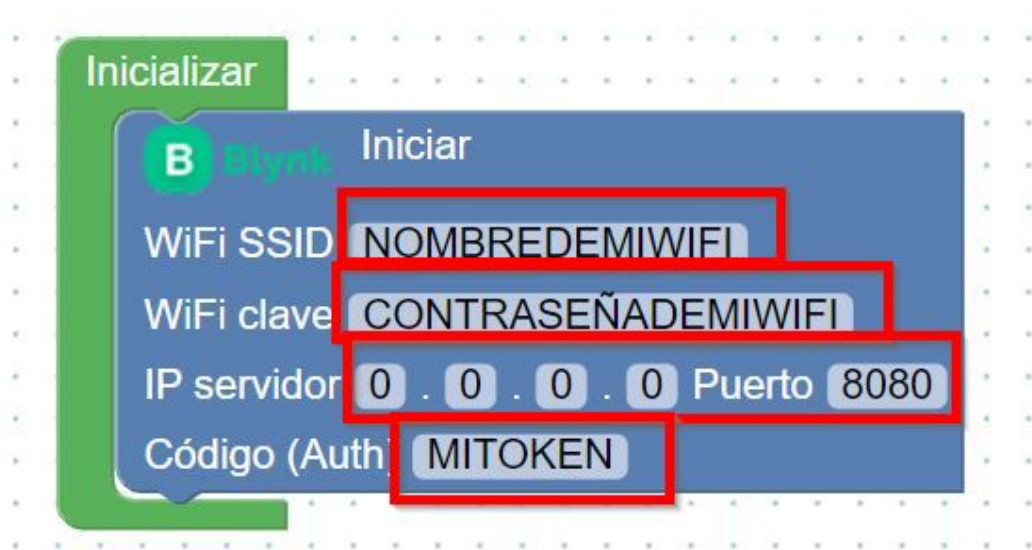 Inicializar
B Blynk Iniciar
WiFi SSID NOMBREDEMIWIFI
WiFi clave CONTRASEÑADEMIWIFI
IP servidor 0 . 0 . 0 . 0 Puerto 8080
Código (Auth) MITOKEN